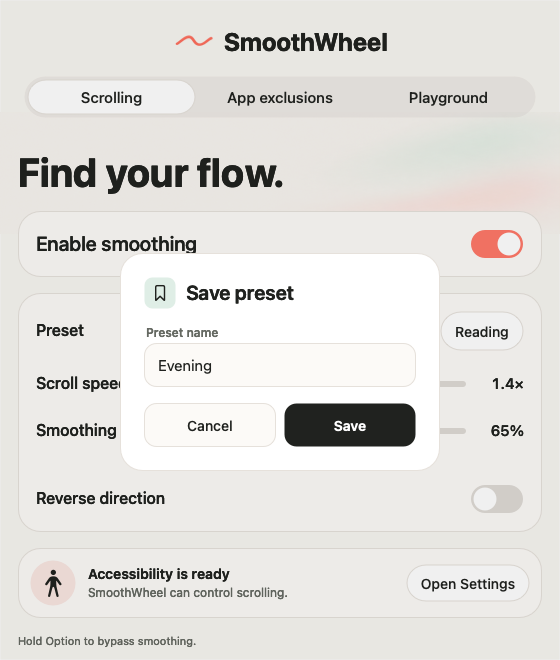 SmoothWheel
Scrolling App exclusions Playground
Find your flow.
Enable smoothing
Save preset
Preset name
Evening
Cancel Save
Preset Reading
Scroll 1.4×
Smoothing 65%
Reverse direction
Accessibility is ready
SmoothWheel can control scrolling.
Open Settings
Hold Option to bypass smoothing.